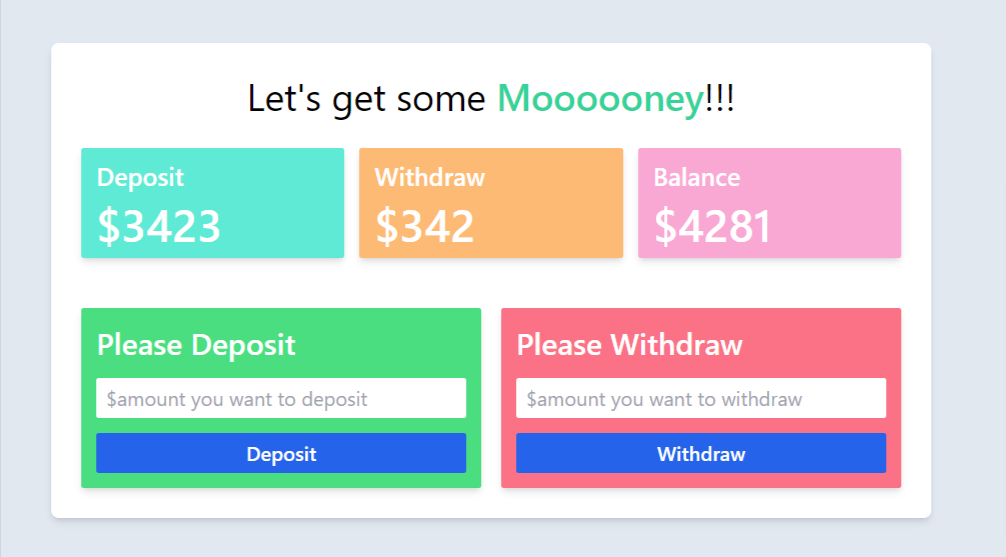 Let's get some Moooooney!!!
Deposit
$3423
Withdraw
$342
Balance
$4281
Please Deposit
$amount you want to deposit
Deposit
Please Withdraw
$amount you want to withdraw
Withdraw